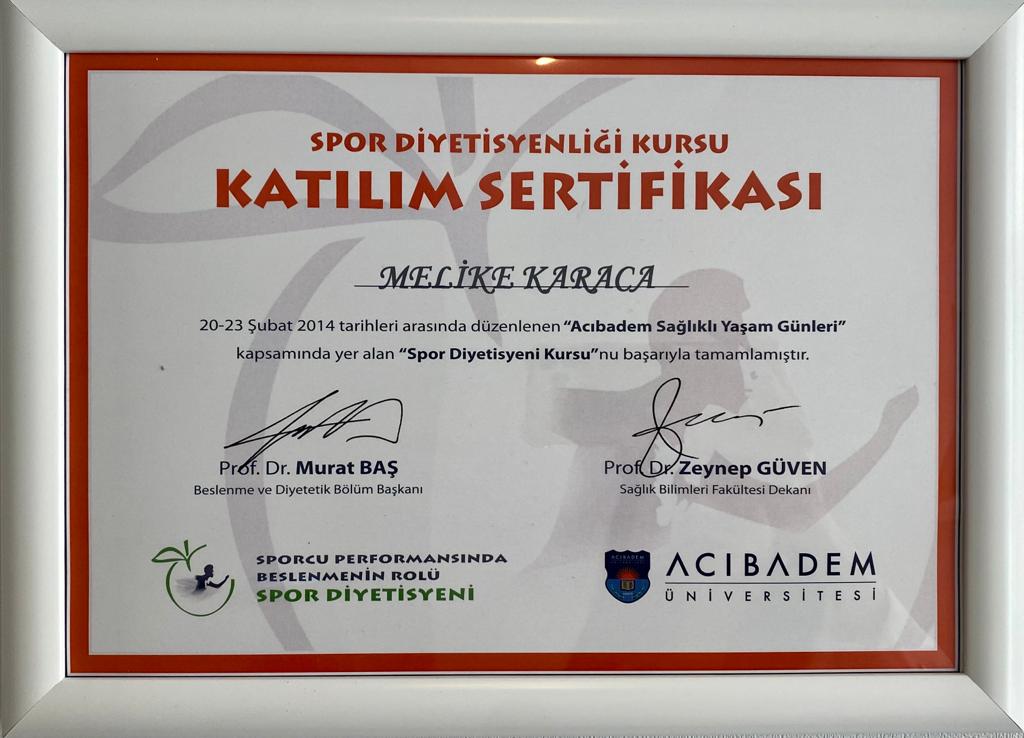 SPOR DİYETİSYENLİĞİ KURSU
KATILIM SERTİFİKASI
MELİKE KARACA
20-23 Şubat 2014 tarihleri arasında düzenlenen “Acıbadem Sağlıklı Yaşam Günleri”
kapsamında yer alan “Spor Diyetisyeni Kursu”nu başarıyla tamamlamıştır.
Prof. Dr. Murat BAŞ
Beslenme ve Diyetetik Bölüm Başkanı
Prof. Dr. Zeynep GÜVEN
Sağlık Bilimleri Fakültesi Dekanı
SPORCU PERFORMANSINDA
BESLENMENİN ROLÜ
SPOR DİYETİSYENİ
ACIBADEM
ACIBADEM
ÜNİVERSİTESİ